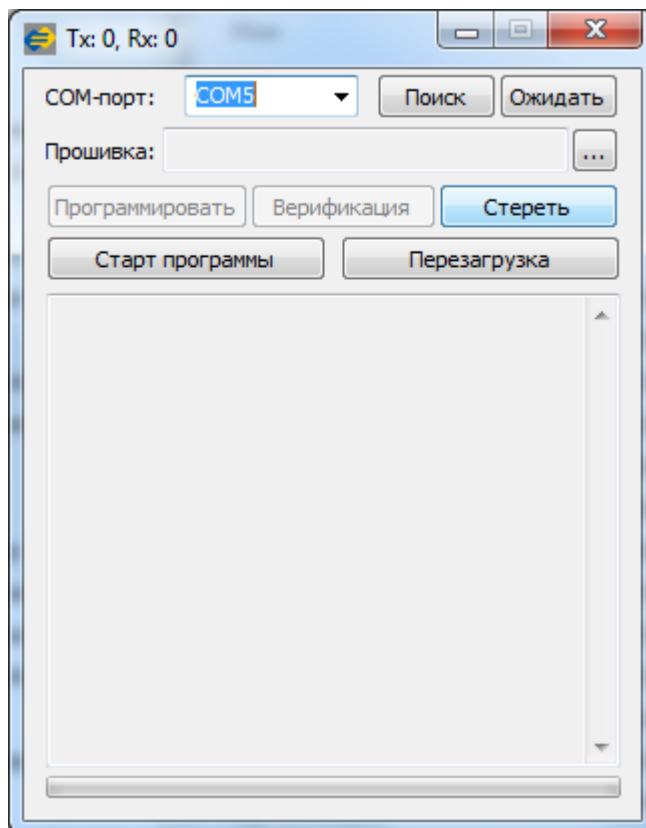 Tx: 0, Rx: 0
COM-порт: COM5 Поиск Ожидать
Прошивка: ...
Программировать Верификация Стереть
Старт программы Перезагрузка